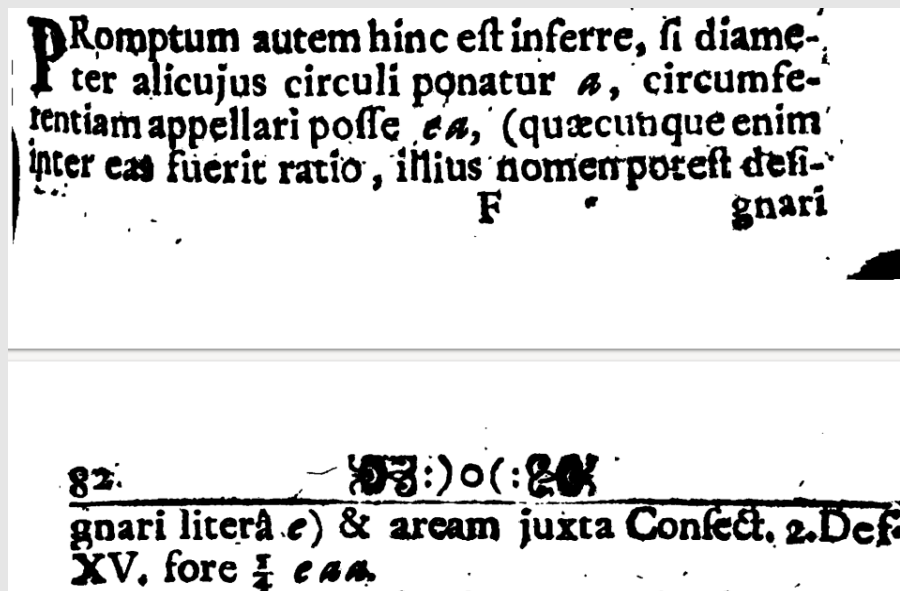 PRomptum autem hinc eſt inferre, ſi diame-
ter alicujus circuli ponatur a, circumfe-
rentiam appellari poſſe ea, (quæcunque enim
inter eas fuerit ratio, illius nomen poteſt deſi-
F gnari
82. :)o(:
gnari literâ e) & aream juxta Conſect. 2. Def.
XV. fore 1/4 eaa.